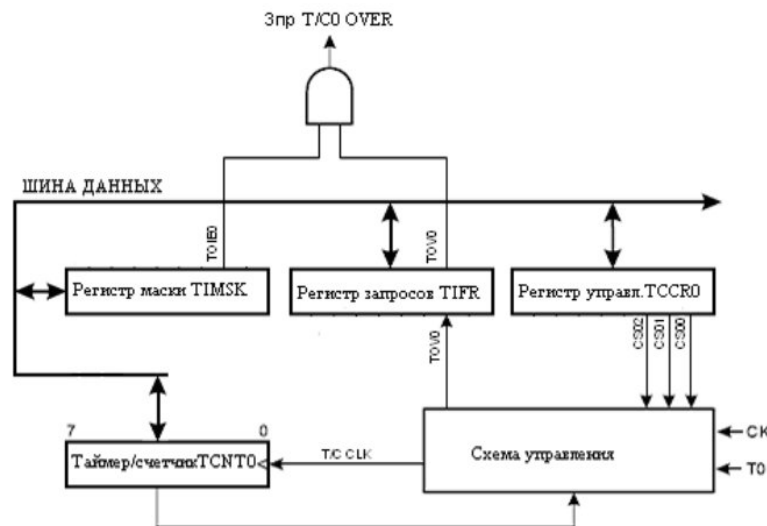 Зпр Т/С0 OVER
ШИНА ДАННЫХ
TOIE0
TOV0
Регистр маски TIMSK
Регистр запросов TIFR
Регистр управл.TCCR0
TOV0
CS02
CS01
CS00
7
0
Таймер/счетчикTCNT0
T/C CLK
Схема управления
CK
T0